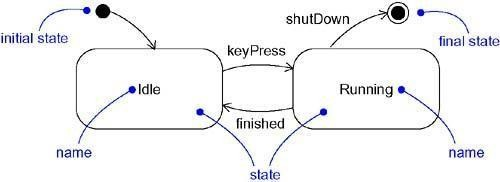 shutDown
initial state
final state
keyPress
Idle
Running
finished
name
state
name